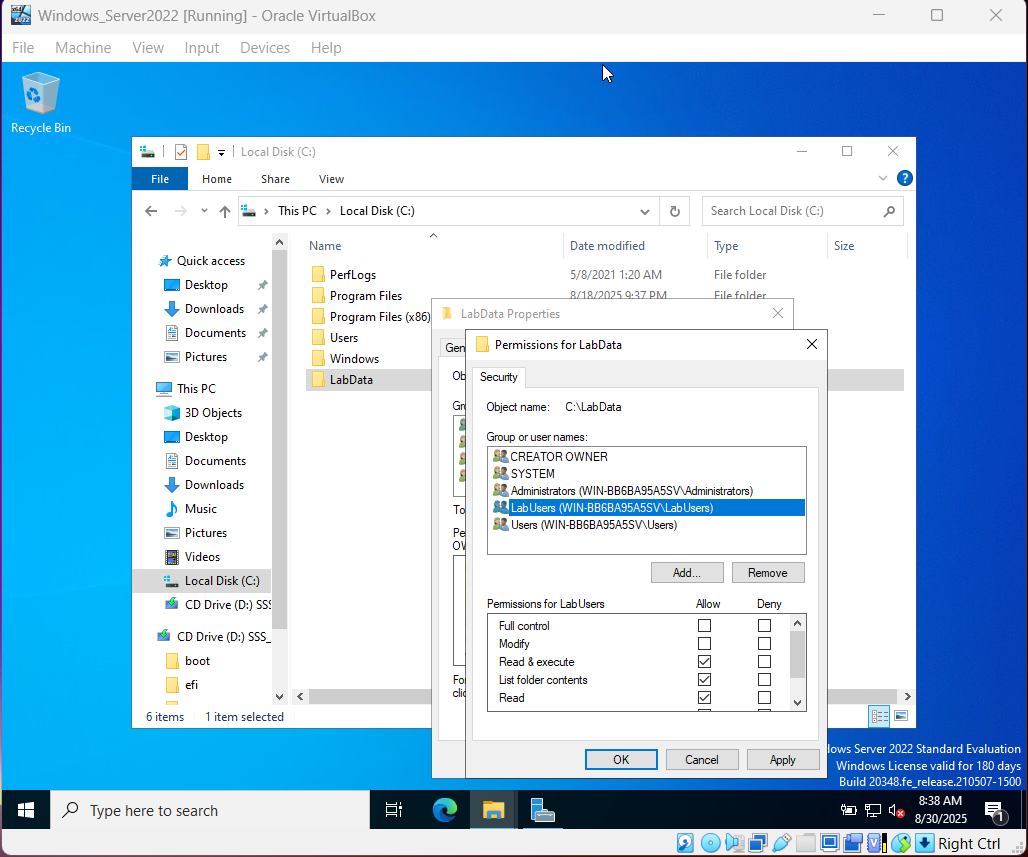 Windows_Server2022 [Running] - Oracle VirtualBox
File Machine View Input Devices Help
Recycle Bin
Local Disk (C:)
File Home Share View
This PC Local Disk (C:)
Search Local Disk (C:)
Name Date modified Type Size
Quick access
Desktop
Downloads
Documents
Pictures
This PC
3D Objects
Desktop
Documents
Downloads
Music
Pictures
Videos
Local Disk (C:)
CD Drive (D:) SSS
CD Drive (D:) SSS_
boot
efi
PerfLogs 5/8/2021 1:20 AM File folder
Program Files 8/18/2025 9:37 PM File folder
Program Files (x86)
Users
Windows
LabData
6 items 1 item selected
LabData Properties
Gen
Ob
Gr
To
Pe
OW
For
clic
Permissions for LabData
Security
Object name: C:\LabData
Group or user names:
CREATOR OWNER
SYSTEM
Administrators (WIN-BB6BA95A5SV\Administrators)
LabUsers (WIN-BB6BA95A5SV\LabUsers)
Users (WIN-BB6BA95A5SV\Users)
Add... Remove
Permissions for LabUsers Allow Deny
Full control
Modify
Read & execute
List folder contents
Read
OK Cancel Apply
dows Server 2022 Standard Evaluation
Windows License valid for 180 days
Build 20348.fe_release.210507-1500
Type here to search
8:38 AM
8/30/2025
1
Right Ctrl